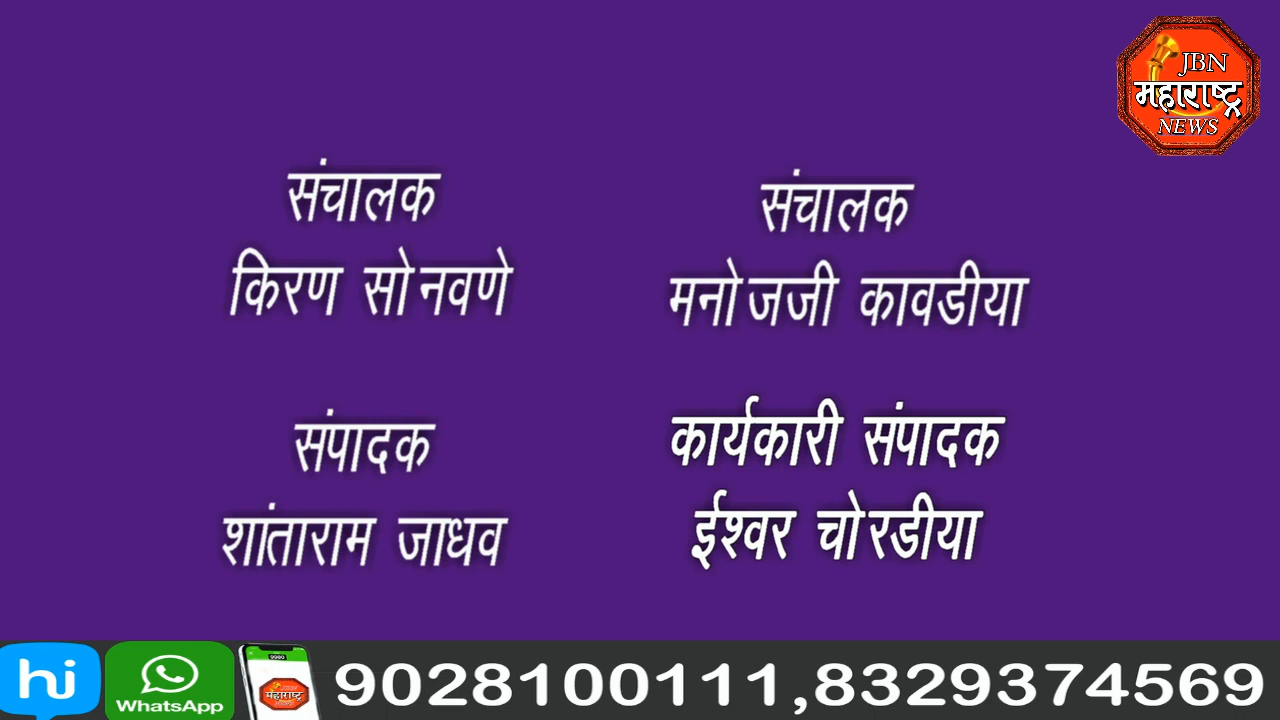 JBN
महाराष्ट्र
NEWS
संचालक
किरण सोनवणे
संचालक
मनोजजी कावडीया
संपादक
शांताराम जाधव
कार्यकारी संपादक
ईश्वर चोरडीया
hi
WhatsApp
महाराष्ट्र
9028100111,8329374569